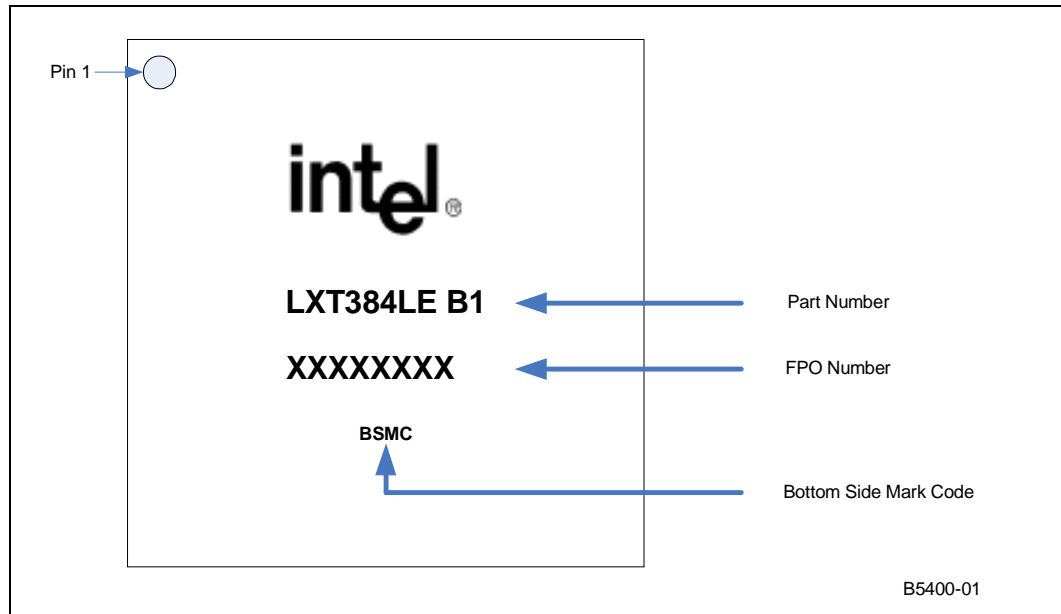 Pin 1
intel®
LXT384LE B1
Part Number
XXXXXXXX
FPO Number
BSMC
Bottom Side Mark Code
B5400-01